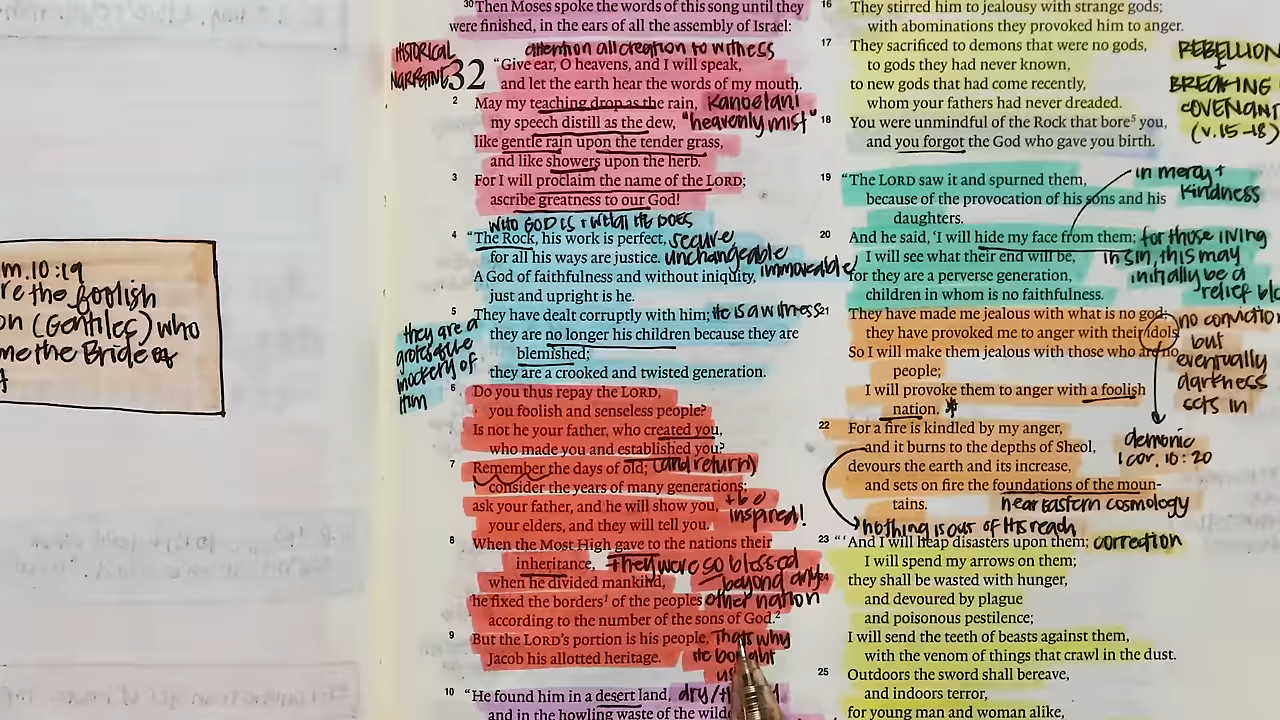 m.10:19
re the foolish
on (Gentiles) who
me the Bride of
30 Then Moses spoke the words of this song until they
were finished, in the ears of all the assembly of Israel:
HISTORICAL
NARRATIVE
attention all creation to witness
32 "Give ear, O heavens, and I will speak,
and let the earth hear the words of my mouth.
2 May my teaching drop as the rain, Kanoelani
my speech distill as the dew, "heavenly mist"
like gentle rain upon the tender grass,
and like showers upon the herb.
3 For I will proclaim the name of the LORD;
ascribe greatness to our God!
WHO GOD IS + WHAT HE DOES
4 "The Rock, his work is perfect, secure
for all his ways are justice. unchangeable
A God of faithfulness and without iniquity, immoveable
just and upright is he.
5 They have dealt corruptly with him; He is a witness
they are no longer his children because they are
blemished;
they are a crooked and twisted generation.
they are a
grotesque
mockery of
Him
6 Do you thus repay the LORD,
you foolish and senseless people?
Is not he your father, who created you,
who made you and established you?
7 Remember the days of old; (and return)
consider the years of many generations;
ask your father, and he will show you, + be
your elders, and they will tell you. inspired!
8 When the Most High gave to the nations their
inheritance, They were so blessed
when he divided mankind, beyond any
he fixed the borders1 of the peoples other nation
according to the number of the sons of God.2
9 But the LORD's portion is his people, That's why
Jacob his allotted heritage. He bought
10 "He found him in a desert land, dry/
and in the howling waste of the
16 They stirred him to jealousy with strange gods;
with abominations they provoked him to anger.
17 They sacrificed to demons that were no gods,
to gods they had never known,
to new gods that had come recently,
whom your fathers had never dreaded.
18 You were unmindful of the Rock that bore5 you,
and you forgot the God who gave you birth.
REBELLION
+
BREAKING
COVENANT
(v.15-18)
19 "The LORD saw it and spurned them,
because of the provocation of his sons and his
daughters.
in mercy +
kindness
20 And he said, 'I will hide my face from them; for those living
I will see what their end will be, in sin, this may
for they are a perverse generation, initially be a
children in whom is no faithfulness. relief
21 They have made me jealous with what is no god;
they have provoked me to anger with their idols.
So I will make them jealous with those who are no
people;
I will provoke them to anger with a foolish
nation. *
no conviction
but
eventually
darkness
sets in
22 For a fire is kindled by my anger,
and it burns to the depths of Sheol,
devours the earth and its increase,
and sets on fire the foundations of the moun-
tains. near eastern cosmology
demonic
1 cor. 10:20
nothing is out of His reach
23 "'And I will heap disasters upon them; correction
I will spend my arrows on them;
24 they shall be wasted with hunger,
and devoured by plague
and poisonous pestilence;
I will send the teeth of beasts against them,
with the venom of things that crawl in the dust.
25 Outdoors the sword shall bereave,
and indoors terror,
for young man and woman alike,